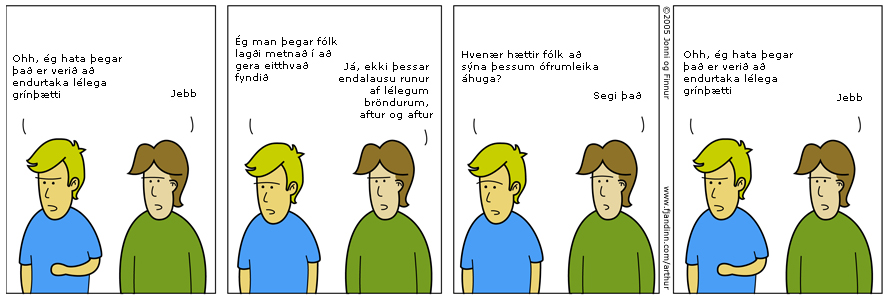 Ohh, ég hata þegar
það er verið að
endurtaka lélega
grínþætti
Jebb
Ég man þegar fólk
lagði metnað í að
gera eitthvað
fyndið
Já, ekki þessar
endalausu runur
af lélegum
bröndurum,
aftur og aftur
Hvenær hættir fólk að
sýna þessum ófrumleika
áhuga?
Segi það
©2005 Jónni og Finnur
www.fjandinn.com/arthur
Ohh, ég hata þegar
það er verið að
endurtaka lélega
grínþætti
Jebb